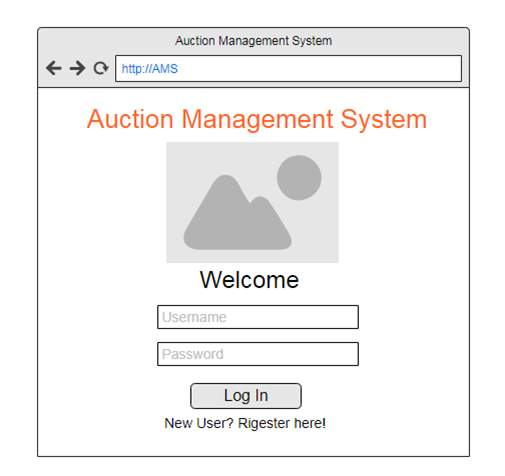 Auction Management System
http://AMS
Auction Management System
Welcome
Username
Password
Log In
New User? Rigester here!